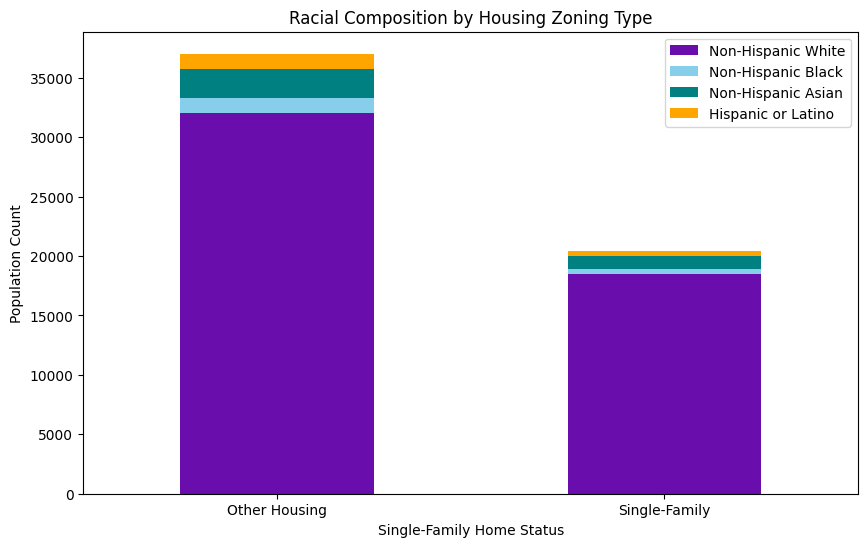 Racial Composition by Housing Zoning Type
Non-Hispanic White
Non-Hispanic Black
Non-Hispanic Asian
Hispanic or Latino
Population Count
35000
30000
25000
20000
15000
10000
5000
0
Other Housing
Single-Family
Single-Family Home Status